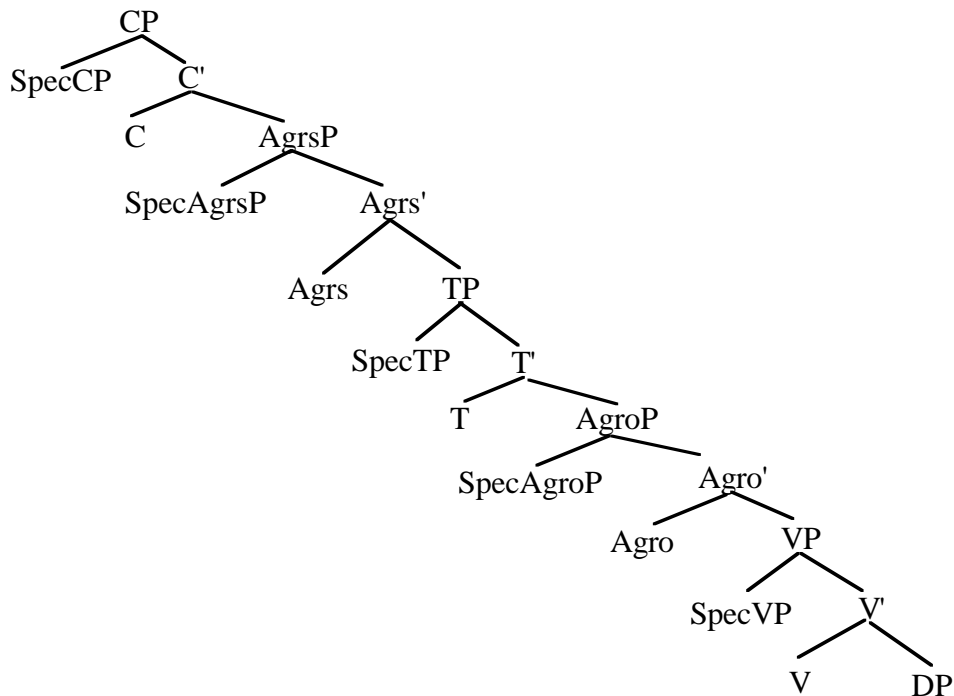 CP
SpecCP C'
C AgrsP
SpecAgrsP Agrs'
Agrs TP
SpecTP T'
T AgroP
SpecAgroP Agro'
Agro VP
SpecVP V'
V DP